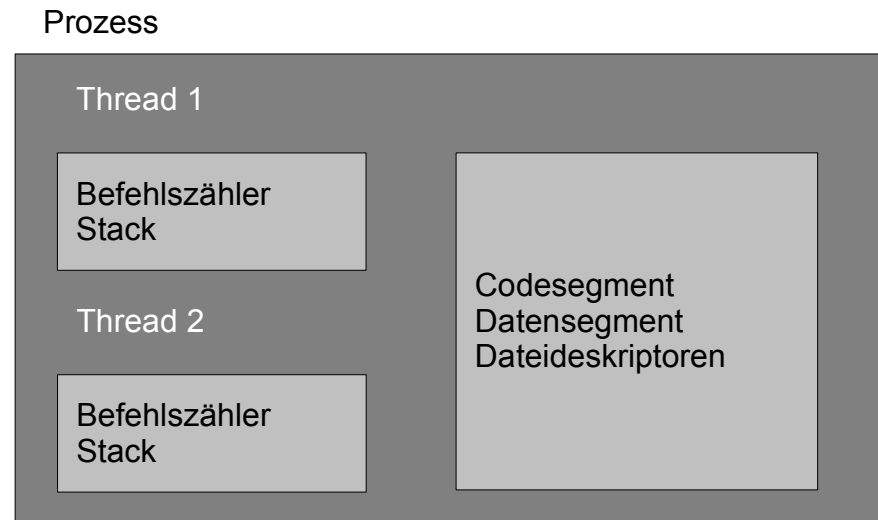 Prozess
Thread 1
Befehlszähler
Stack
Thread 2
Befehlszähler
Stack
Codesegment
Datensegment
Dateideskriptoren